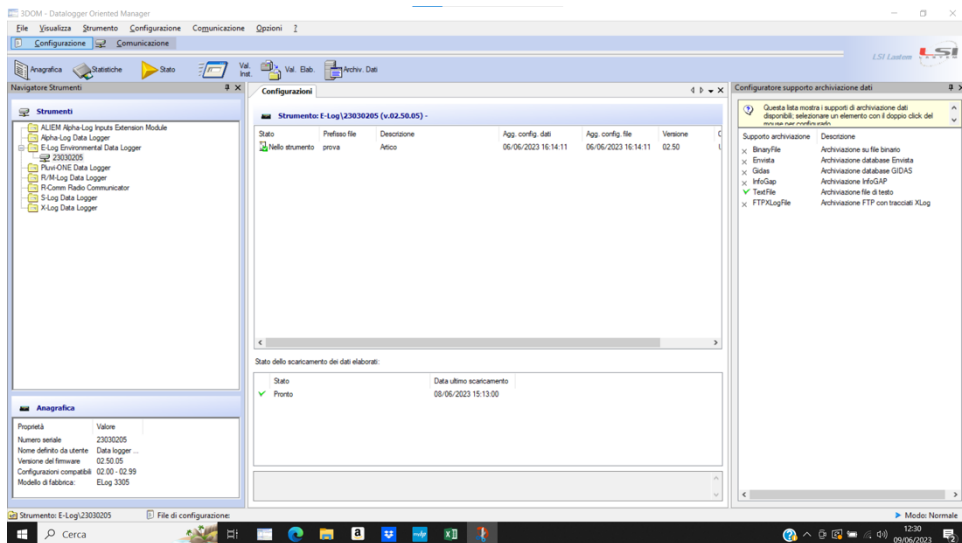 3DOM - Datalogger Oriented Manager
File Visualizza Strumento Configurazione Comunicazione Opzioni ?
Configurazione Comunicazione
LSI Lastem LSI LASTEM
Anagrafica Statistiche Stato Val. Inst. Val. Elab. Archiv. Dati
Navigatore Strumenti
Strumenti
ALIEM Alpha-Log Inputs Extension Module
Alpha-Log Data Logger
E-Log Environmental Data Logger
23030205
Pluvi-ONE Data Logger
R/M-Log Data Logger
R-Comm Radio Communicator
S-Log Data Logger
X-Log Data Logger
Anagrafica
Proprietà Valore
Numero seriale 23030205
Nome definito da utente Data logger ...
Versione del firmware 02.50.05
Configurazioni compatibili 02.00 - 02.99
Modello di fabbrica: ELog 3305
Configurazioni
Strumento: E-Log\23030205 (v.02.50.05) -
Stato Prefisso file Descrizione Agg. config. dati Agg. config. file Versione C
Nello strumento prova Artico 06/06/2023 16:14:11 06/06/2023 16:14:11 02.50 L
Stato dello scaricamento dei dati elaborati:
Stato Data ultimo scaricamento
Pronto 08/06/2023 15:13:00
Configuratore supporto archiviazione dati
Questa lista mostra i supporti di archiviazione dati
disponibili; selezionare un elemento con il doppio click del
mouse per configurarlo
Supporto archiviazione Descrizione
BinaryFile Archiviazione su file binario
Envista Archiviazione database Envista
Gidas Archiviazione database GIDAS
InfoGap Archiviazione InfoGAP
TextFile Archiviazione file di testo
FTPXLogFile Archiviazione FTP con tracciati XLog
Strumento: E-Log\23030205 File di configurazione: Modo: Normale
Cerca
12:30
09/06/2023
2